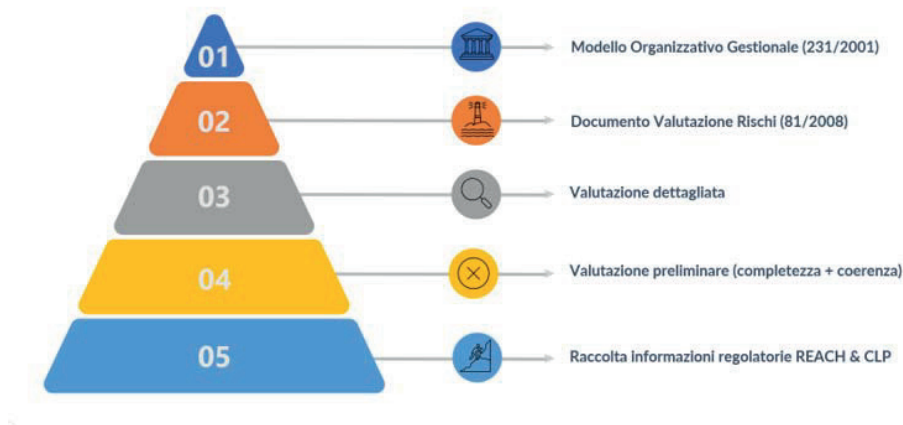 01
Modello Organizzativo Gestionale (231/2001)
02
Documento Valutazione Rischi (81/2008)
03
Valutazione dettagliata
04
Valutazione preliminare (completezza + coerenza)
05
Raccolta informazioni regolatorie REACH & CLP